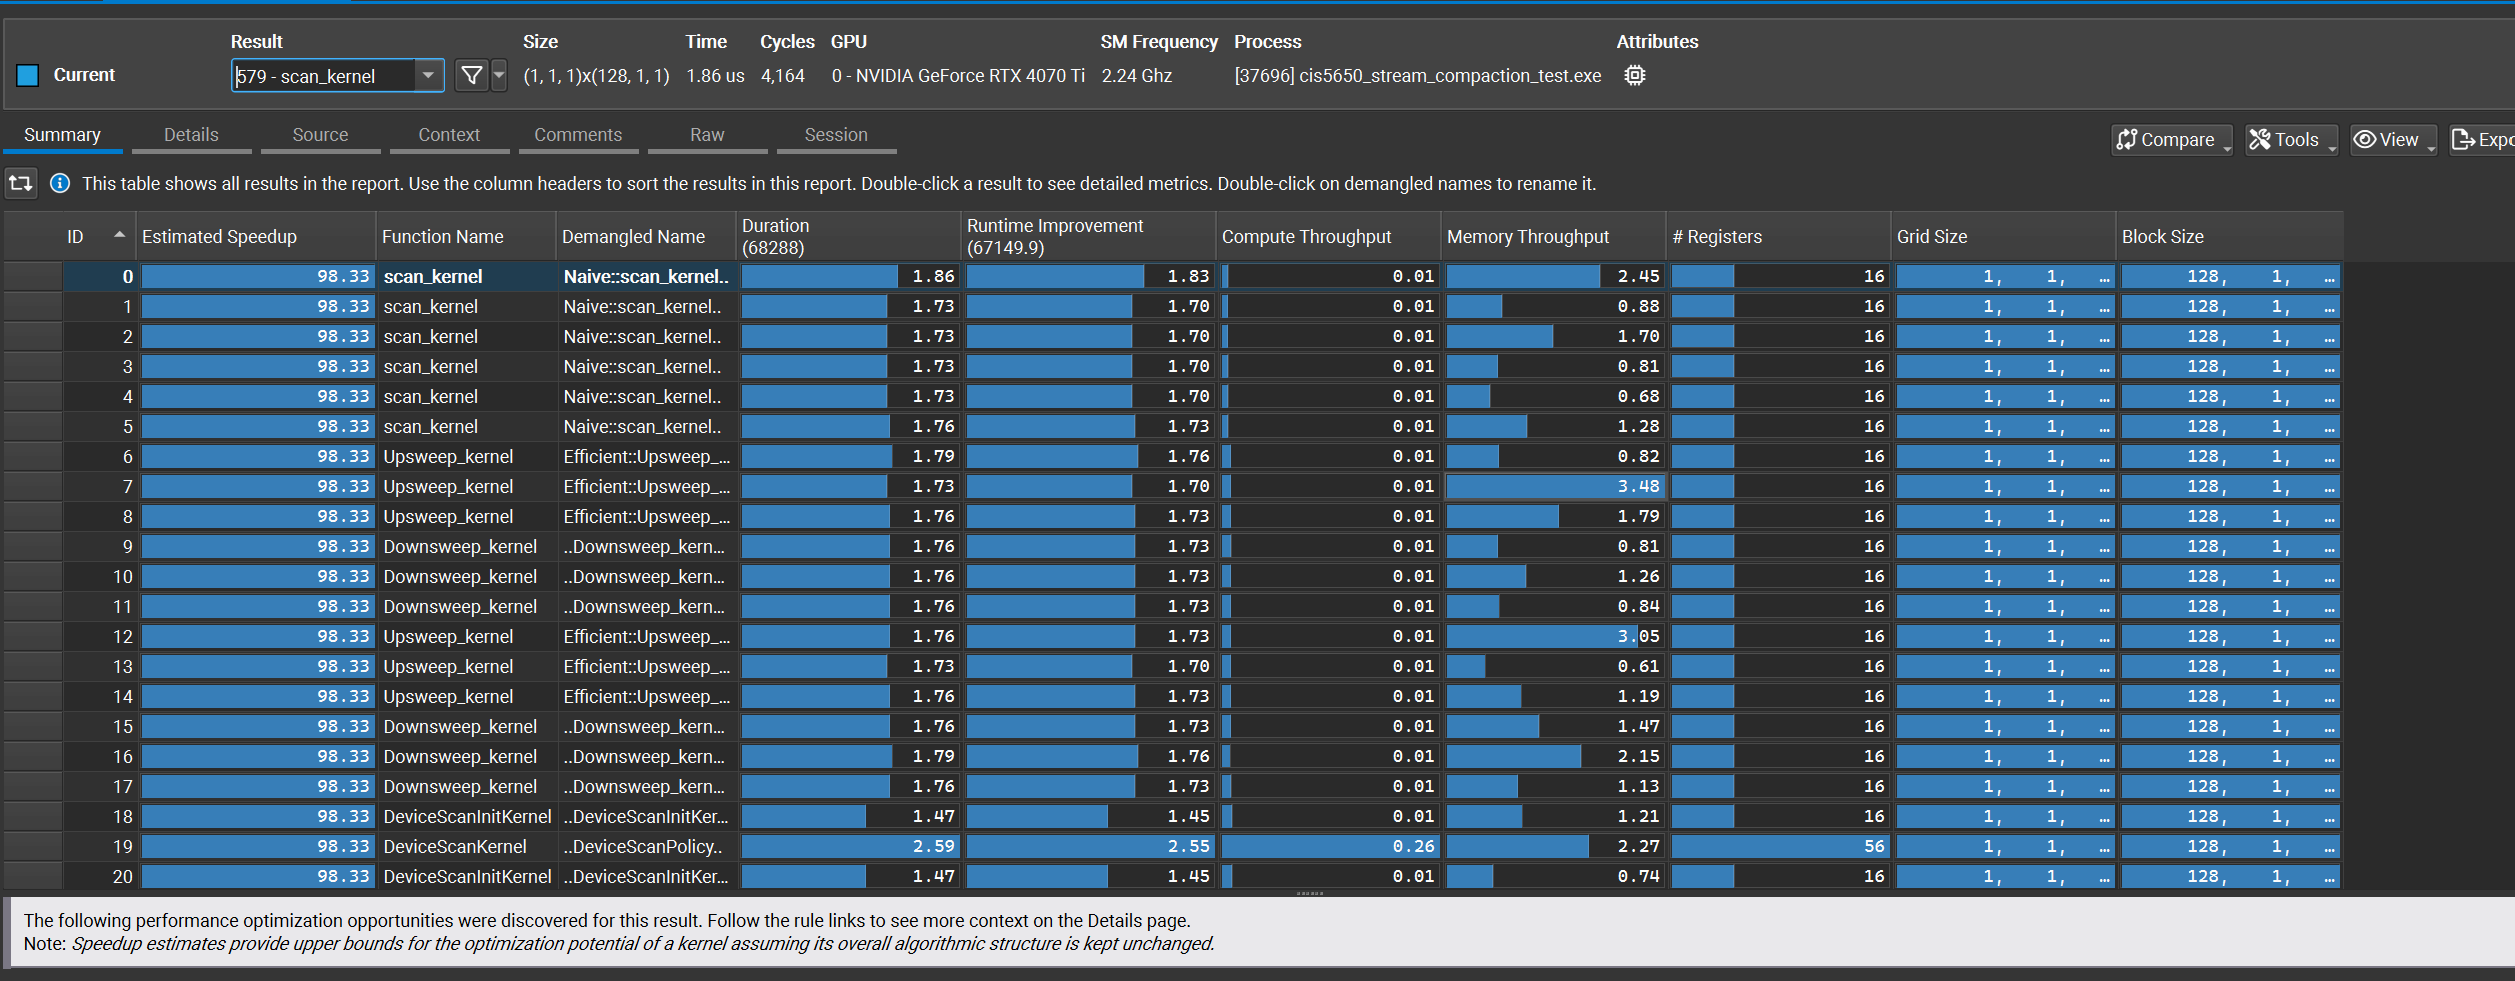 Result Size Time Cycles GPU SM Frequency Process Attributes
Current 579 - scan_kernel (1, 1, 1)x(128, 1, 1) 1.86 us 4,164 0 - NVIDIA GeForce RTX 4070 Ti 2.24 Ghz [37696] cis5650_stream_compaction_test.exe
Summary Details Source Context Comments Raw Session Compare Tools View Expo
This table shows all results in the report. Use the column headers to sort the results in this report. Double-click a result to see detailed metrics. Double-click on demangled names to rename it.
ID Estimated Speedup Function Name Demangled Name Duration (68288) Runtime Improvement (67149.9) Compute Throughput Memory Throughput # Registers Grid Size Block Size
0 98.33 scan_kernel Naive::scan_kernel.. 1.86 1.83 0.01 2.45 16 1, 1, ... 128, 1, ...
1 98.33 scan_kernel Naive::scan_kernel.. 1.73 1.70 0.01 0.88 16 1, 1, ... 128, 1, ...
2 98.33 scan_kernel Naive::scan_kernel.. 1.73 1.70 0.01 1.70 16 1, 1, ... 128, 1, ...
3 98.33 scan_kernel Naive::scan_kernel.. 1.73 1.70 0.01 0.81 16 1, 1, ... 128, 1, ...
4 98.33 scan_kernel Naive::scan_kernel.. 1.73 1.70 0.01 0.68 16 1, 1, ... 128, 1, ...
5 98.33 scan_kernel Naive::scan_kernel.. 1.76 1.73 0.01 1.28 16 1, 1, ... 128, 1, ...
6 98.33 Upsweep_kernel Efficient::Upsweep_... 1.79 1.76 0.01 0.82 16 1, 1, ... 128, 1, ...
7 98.33 Upsweep_kernel Efficient::Upsweep_... 1.73 1.70 0.01 3.48 16 1, 1, ... 128, 1, ...
8 98.33 Upsweep_kernel Efficient::Upsweep_... 1.76 1.73 0.01 1.79 16 1, 1, ... 128, 1, ...
9 98.33 Downsweep_kernel ..Downsweep_kern... 1.76 1.73 0.01 0.81 16 1, 1, ... 128, 1, ...
10 98.33 Downsweep_kernel ..Downsweep_kern... 1.76 1.73 0.01 1.26 16 1, 1, ... 128, 1, ...
11 98.33 Downsweep_kernel ..Downsweep_kern... 1.76 1.73 0.01 0.84 16 1, 1, ... 128, 1, ...
12 98.33 Upsweep_kernel Efficient::Upsweep_... 1.76 1.73 0.01 3.05 16 1, 1, ... 128, 1, ...
13 98.33 Upsweep_kernel Efficient::Upsweep_... 1.73 1.70 0.01 0.61 16 1, 1, ... 128, 1, ...
14 98.33 Upsweep_kernel Efficient::Upsweep_... 1.76 1.73 0.01 1.19 16 1, 1, ... 128, 1, ...
15 98.33 Downsweep_kernel ..Downsweep_kern... 1.76 1.73 0.01 1.47 16 1, 1, ... 128, 1, ...
16 98.33 Downsweep_kernel ..Downsweep_kern... 1.79 1.76 0.01 2.15 16 1, 1, ... 128, 1, ...
17 98.33 Downsweep_kernel ..Downsweep_kern... 1.76 1.73 0.01 1.13 16 1, 1, ... 128, 1, ...
18 98.33 DeviceScanInitKernel ..DeviceScanInitKer... 1.47 1.45 0.01 1.21 16 1, 1, ... 128, 1, ...
19 98.33 DeviceScanKernel ..DeviceScanPolicy.. 2.59 2.55 0.26 2.27 56 1, 1, ... 128, 1, ...
20 98.33 DeviceScanInitKernel ..DeviceScanInitKer... 1.47 1.45 0.01 0.74 16 1, 1, ... 128, 1, ...
The following performance optimization opportunities were discovered for this result. Follow the rule links to see more context on the Details page.
Note: Speedup estimates provide upper bounds for the optimization potential of a kernel assuming its overall algorithmic structure is kept unchanged.